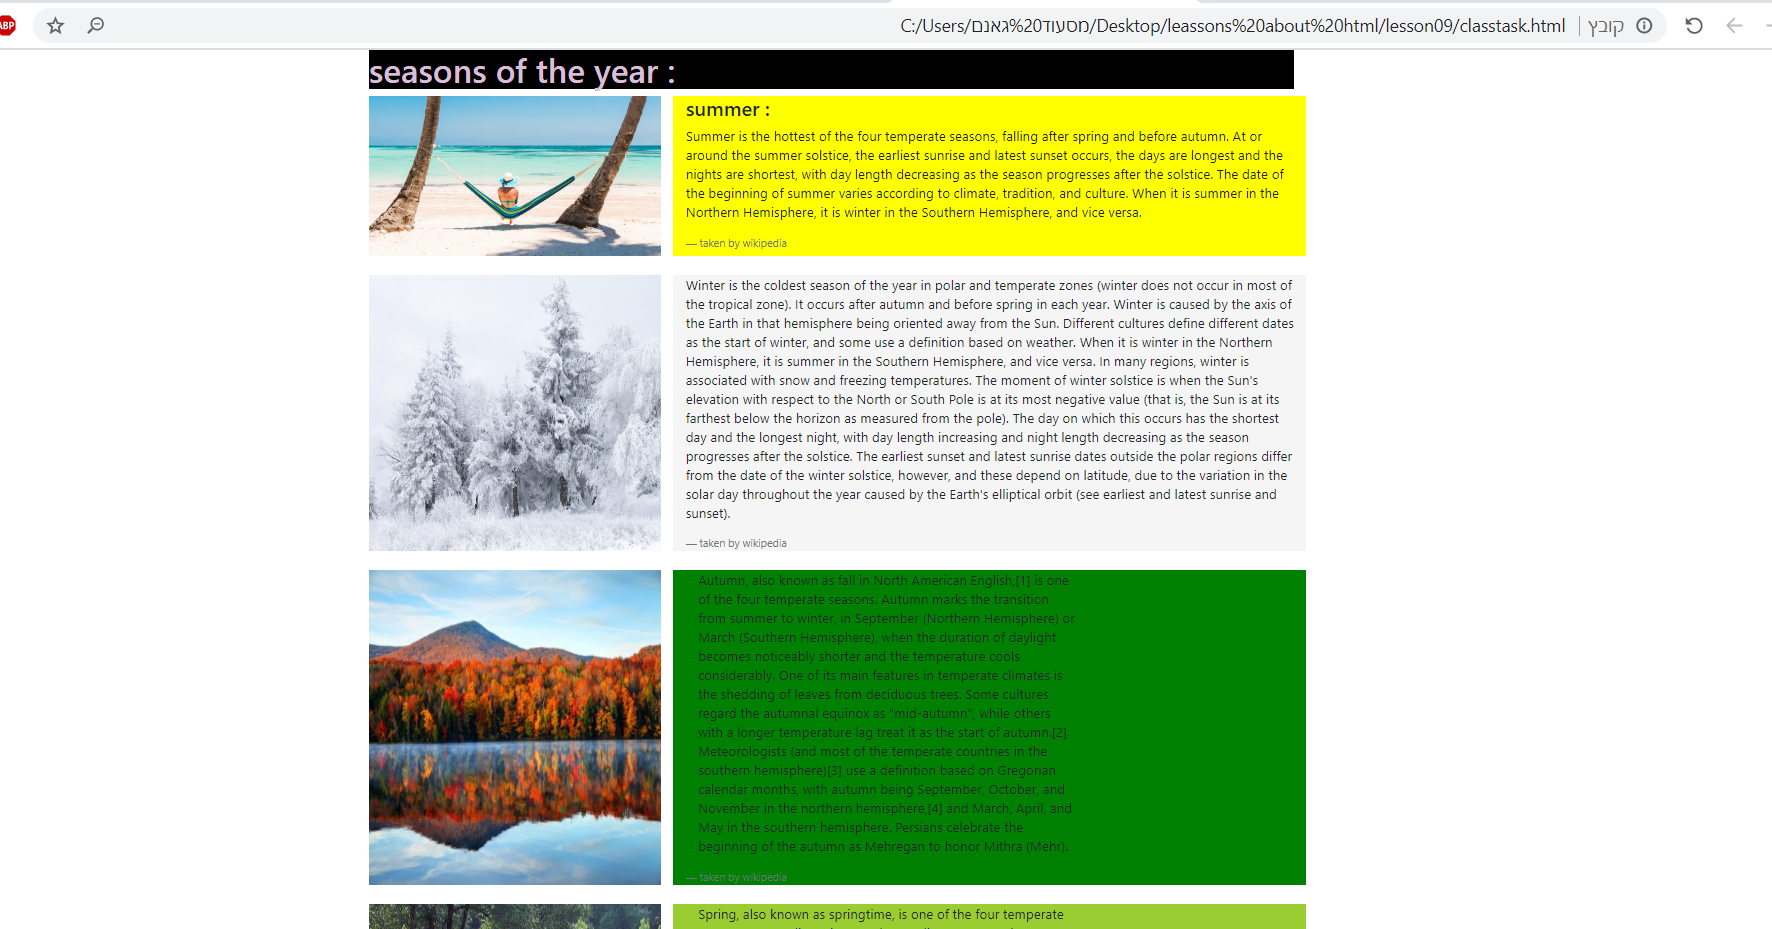 ABP
C:/Users/מסעוד%20גאנם/Desktop/leassons%20about%20html/lesson09/classtask.html | קובץ
seasons of the year :
summer :
Summer is the hottest of the four temperate seasons, falling after spring and before autumn. At or
around the summer solstice, the earliest sunrise and latest sunset occurs, the days are longest and the
nights are shortest, with day length decreasing as the season progresses after the solstice. The date of
the beginning of summer varies according to climate, tradition, and culture. When it is summer in the
Northern Hemisphere, it is winter in the Southern Hemisphere, and vice versa.
— taken by wikipedia
Winter is the coldest season of the year in polar and temperate zones (winter does not occur in most of
the tropical zone). It occurs after autumn and before spring in each year. Winter is caused by the axis of
the Earth in that hemisphere being oriented away from the Sun. Different cultures define different dates
as the start of winter, and some use a definition based on weather. When it is winter in the Northern
Hemisphere, it is summer in the Southern Hemisphere, and vice versa. In many regions, winter is
associated with snow and freezing temperatures. The moment of winter solstice is when the Sun's
elevation with respect to the North or South Pole is at its most negative value (that is, the Sun is at its
farthest below the horizon as measured from the pole). The day on which this occurs has the shortest
day and the longest night, with day length increasing and night length decreasing as the season
progresses after the solstice. The earliest sunset and latest sunrise dates outside the polar regions differ
from the date of the winter solstice, however, and these depend on latitude, due to the variation in the
solar day throughout the year caused by the Earth's elliptical orbit (see earliest and latest sunrise and
sunset).
— taken by wikipedia
Autumn, also known as fall in North American English,[1] is one
of the four temperate seasons. Autumn marks the transition
from summer to winter, in September (Northern Hemisphere) or
March (Southern Hemisphere), when the duration of daylight
becomes noticeably shorter and the temperature cools
considerably. One of its main features in temperate climates is
the shedding of leaves from deciduous trees. Some cultures
regard the autumnal equinox as "mid-autumn", while others
with a longer temperature lag treat it as the start of autumn.[2]
Meteorologists (and most of the temperate countries in the
southern hemisphere)[3] use a definition based on Gregorian
calendar months, with autumn being September, October, and
November in the northern hemisphere,[4] and March, April, and
May in the southern hemisphere. Persians celebrate the
beginning of the autumn as Mehregan to honor Mithra (Mehr).
— taken by wikipedia
Spring, also known as springtime, is one of the four temperate